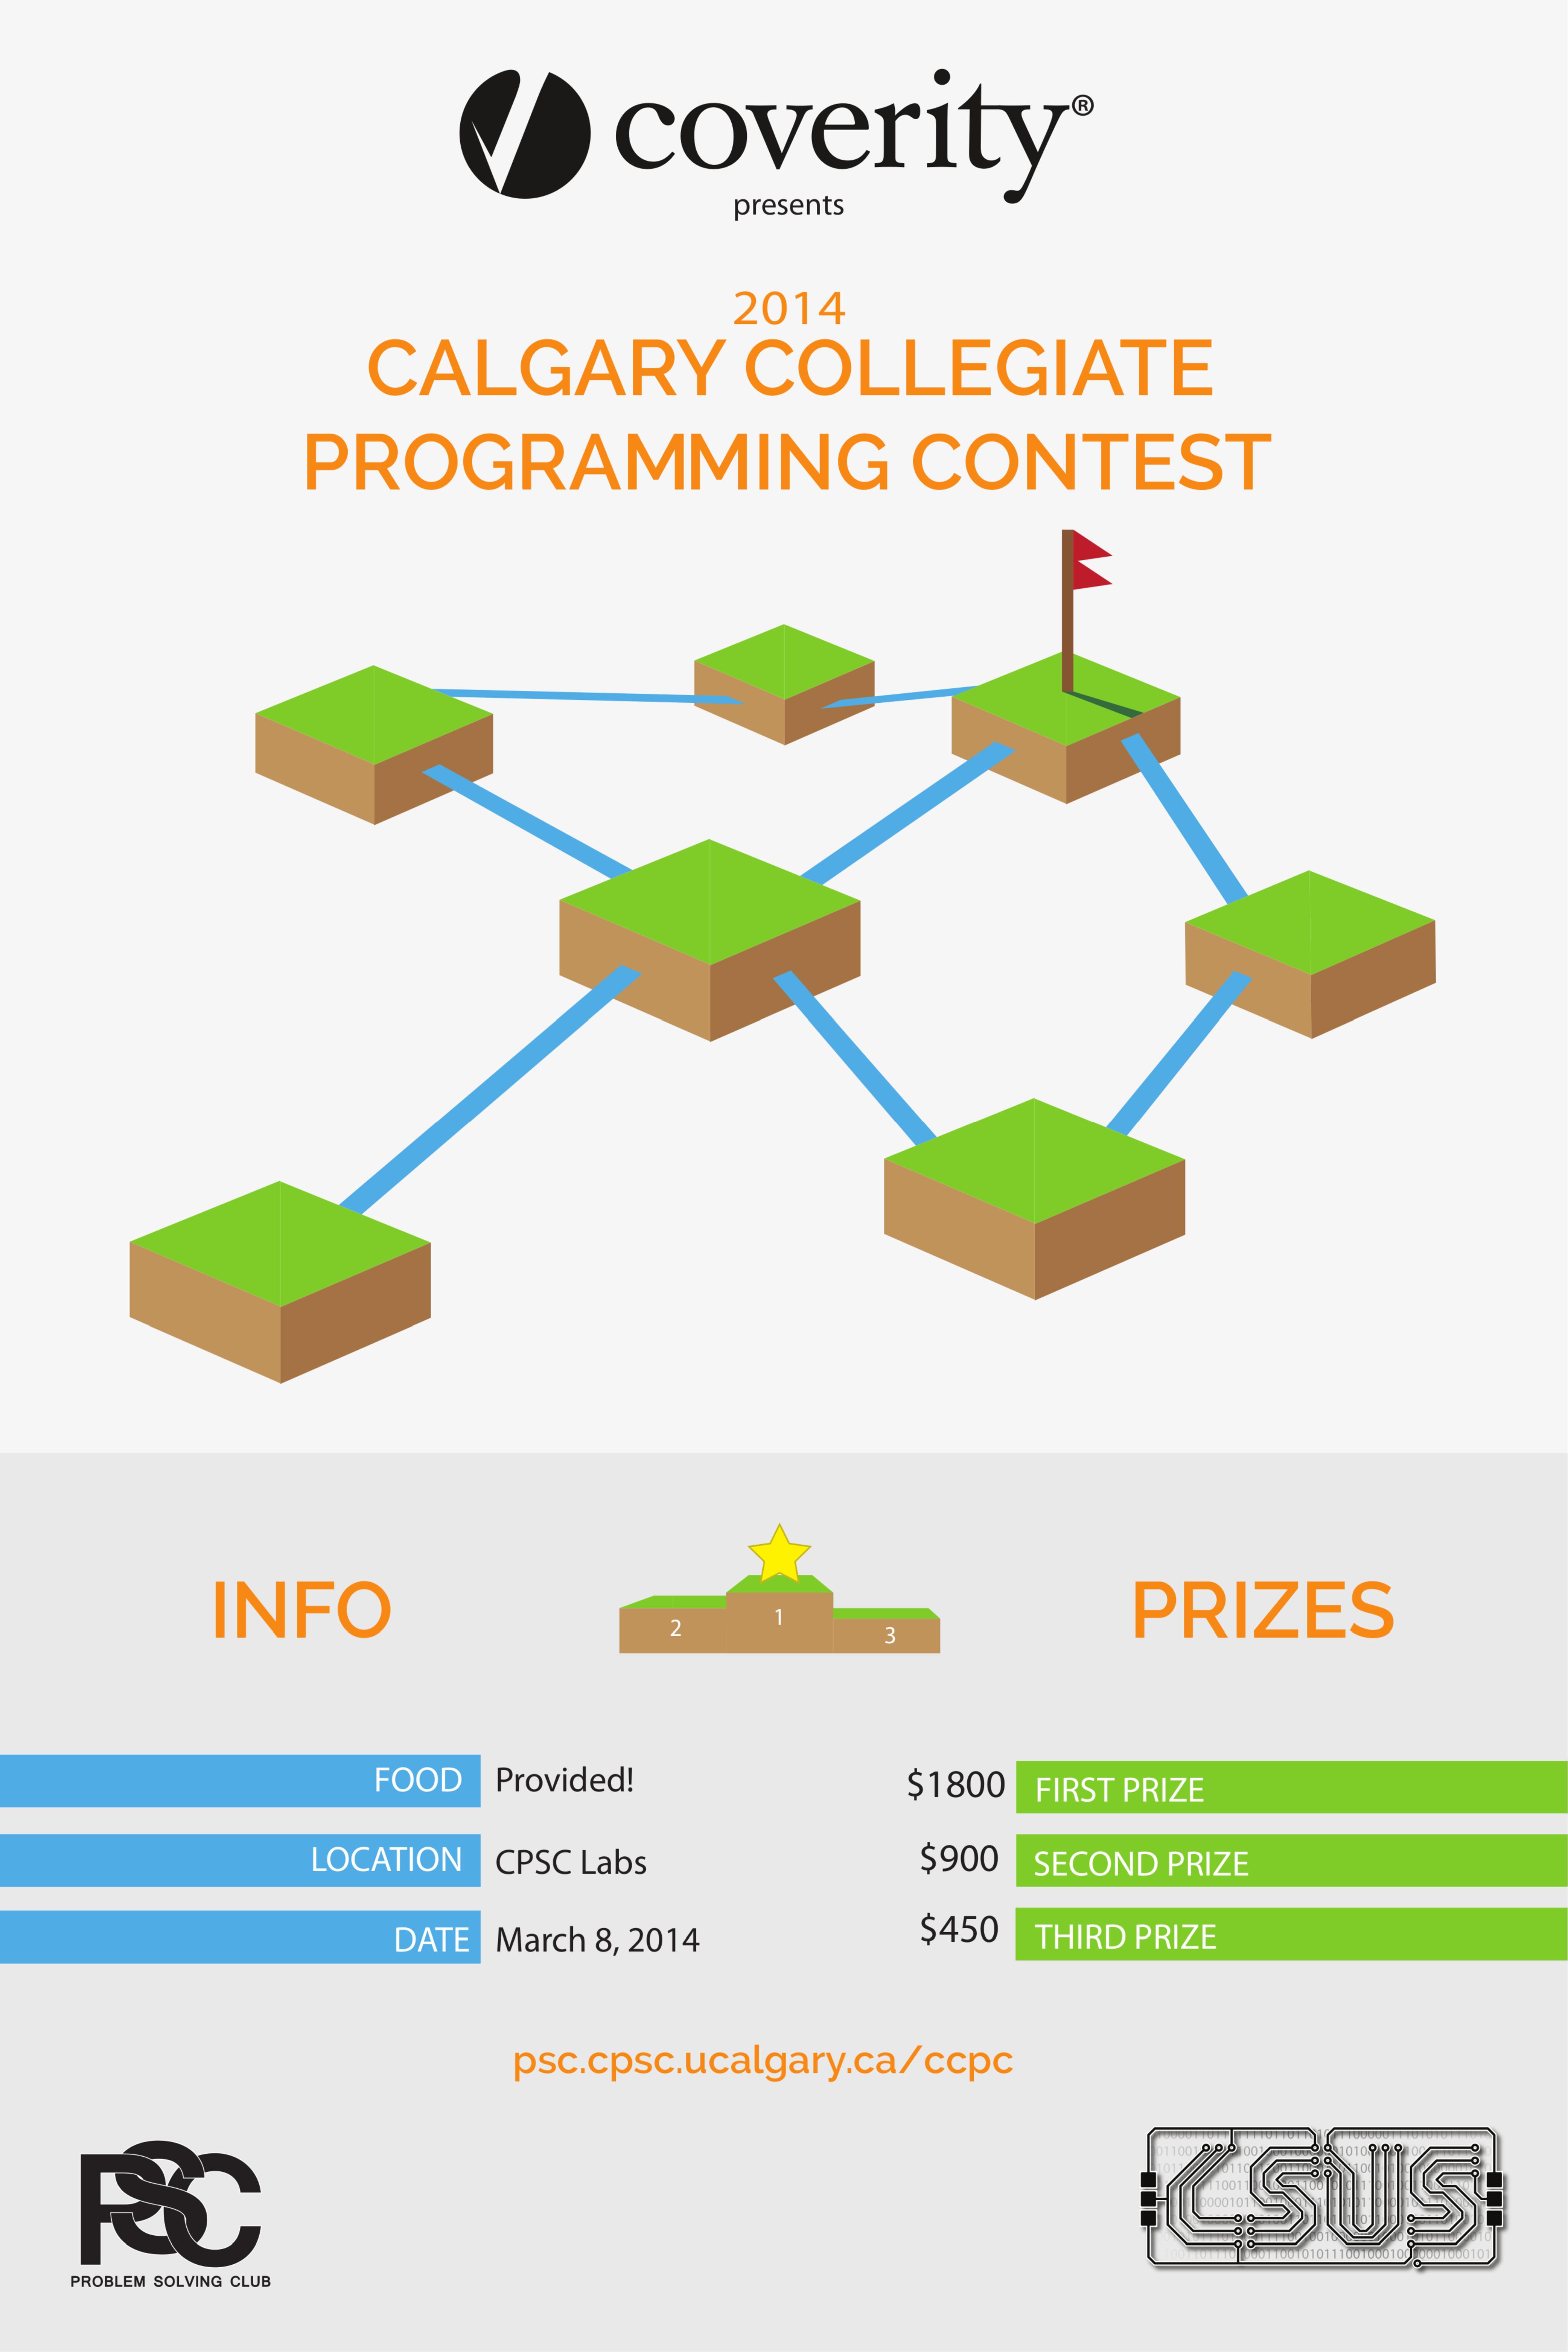 coverity®
presents
2014
CALGARY COLLEGIATE
PROGRAMMING CONTEST
INFO
2
1
3
PRIZES
FOOD Provided!
LOCATION CPSC Labs
DATE March 8, 2014
$1800 FIRST PRIZE
$900 SECOND PRIZE
$450 THIRD PRIZE
psc.cpsc.ucalgary.ca/ccpc
PSC
PROBLEM SOLVING CLUB
CSUS